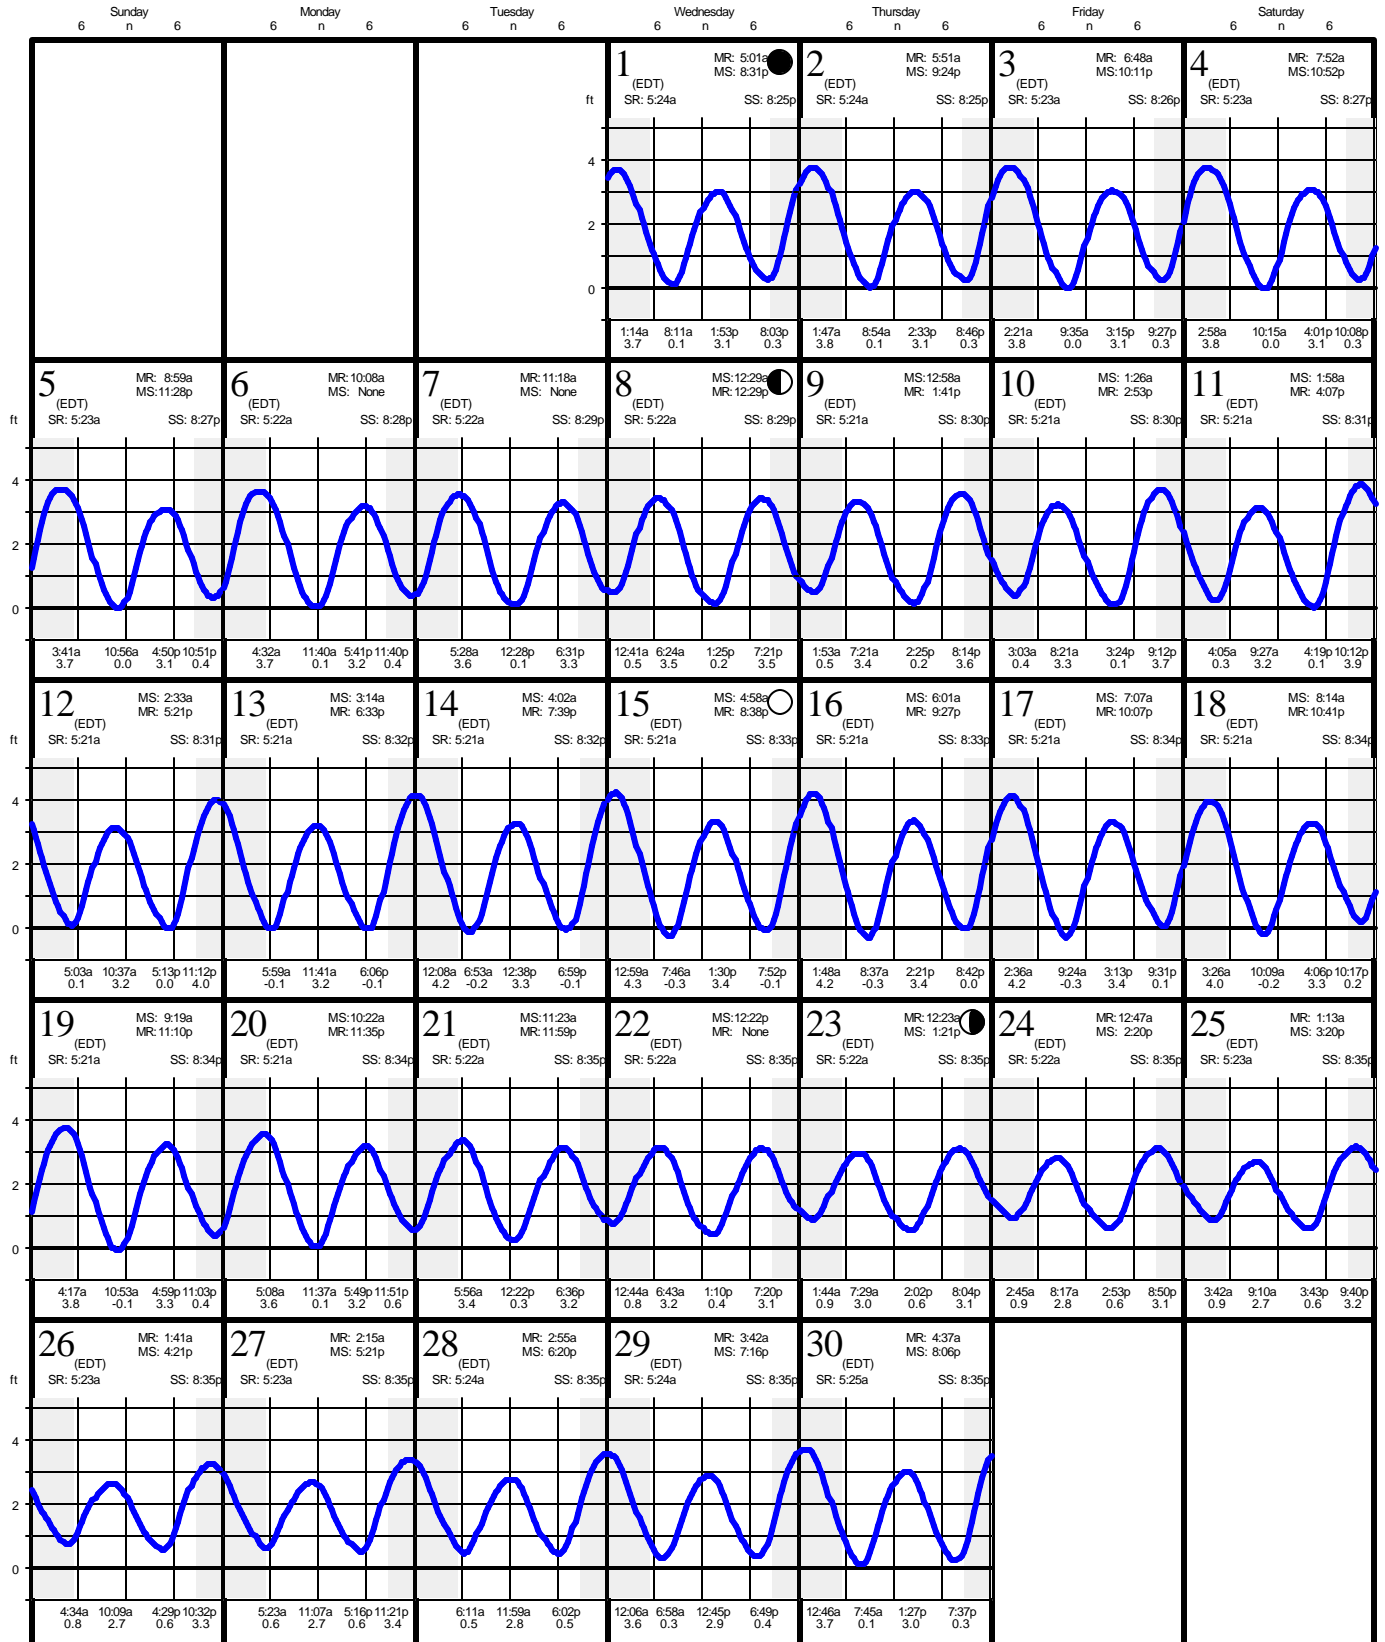 Sunday Monday Tuesday Wednesday Thursday Friday Saturday
6 n 6 6 n 6 6 n 6 6 n 6 6 n 6 6 n 6 6 n 6
1 MR: 5:01a 2 MR: 5:51a 3 MR: 6:48a 4 MR: 7:52a
MS: 8:31p MS: 9:24p MS:10:11p MS:10:52p
(EDT) (EDT) (EDT) (EDT)
ft SR: 5:24a SS: 8:25p SR: 5:24a SS: 8:25p SR: 5:23a SS: 8:26p SR: 5:23a SS: 8:27p
4
2
0
1:14a 8:11a 1:53p 8:03p 1:47a 8:54a 2:33p 8:46p 2:21a 9:35a 3:15p 9:27p 2:58a 10:15a 4:01p 10:08p
3.7 0.1 3.1 0.3 3.8 0.1 3.1 0.3 3.8 0.0 3.1 0.3 3.8 0.0 3.1 0.3
5 MR: 8:59a 6 MR:10:08a 7 MR:11:18a 8 MS:12:29a 9 MS:12:58a 10 MS: 1:26a 11 MS: 1:58a
MS:11:28p MS: None MS: None MR:12:29p MR: 1:41p MR: 2:53p MR: 4:07p
(EDT) (EDT) (EDT) (EDT) (EDT) (EDT) (EDT)
ft SR: 5:23a SS: 8:27p SR: 5:22a SS: 8:28p SR: 5:22a SS: 8:29p SR: 5:22a SS: 8:29p SR: 5:21a SS: 8:30p SR: 5:21a SS: 8:30p SR: 5:21a SS: 8:31p
4
2
0
3:41a 10:56a 4:50p 10:51p 4:32a 11:40a 5:41p 11:40p 5:28a 12:28p 6:31p 12:41a 6:24a 1:25p 7:21p 1:53a 7:21a 2:25p 8:14p 3:03a 8:21a 3:24p 9:12p 4:05a 9:27a 4:19p 10:12p
3.7 0.0 3.1 0.4 3.7 0.1 3.2 0.4 3.6 0.1 3.3 0.5 3.5 0.2 3.5 0.5 3.4 0.2 3.6 0.4 3.3 0.1 3.7 0.3 3.2 0.1 3.9
12 MS: 2:33a 13 MS: 3:14a 14 MS: 4:02a 15 MS: 4:58a 16 MS: 6:01a 17 MS: 7:07a 18 MS: 8:14a
MR: 5:21p MR: 6:33p MR: 7:39p MR: 8:38p MR: 9:27p MR:10:07p MR:10:41p
(EDT) (EDT) (EDT) (EDT) (EDT) (EDT) (EDT)
ft SR: 5:21a SS: 8:31p SR: 5:21a SS: 8:32p SR: 5:21a SS: 8:32p SR: 5:21a SS: 8:33p SR: 5:21a SS: 8:33p SR: 5:21a SS: 8:34p SR: 5:21a SS: 8:34p
4
2
0
5:03a 10:37a 5:13p 11:12p 5:59a 11:41a 6:06p 12:08a 6:53a 12:38p 6:59p 12:59a 7:46a 1:30p 7:52p 1:48a 8:37a 2:21p 8:42p 2:36a 9:24a 3:13p 9:31p 3:26a 10:09a 4:06p 10:17p
0.1 3.2 0.0 4.0 -0.1 3.2 -0.1 4.2 -0.2 3.3 -0.1 4.3 -0.3 3.4 -0.1 4.2 -0.3 3.4 0.0 4.2 -0.3 3.4 0.1 4.0 -0.2 3.3 0.2
19 MS: 9:19a 20 MS:10:22a 21 MS:11:23a 22 MS:12:22p 23 MR:12:23a 24 MR:12:47a 25 MR: 1:13a
MR:11:10p MR:11:35p MR:11:59p MR: None MS: 1:21p MS: 2:20p MS: 3:20p
(EDT) (EDT) (EDT) (EDT) (EDT) (EDT) (EDT)
ft SR: 5:21a SS: 8:34p SR: 5:21a SS: 8:34p SR: 5:22a SS: 8:35p SR: 5:22a SS: 8:35p SR: 5:22a SS: 8:35p SR: 5:22a SS: 8:35p SR: 5:23a SS: 8:35p
4
2
0
4:17a 10:53a 4:59p 11:03p 5:08a 11:37a 5:49p 11:51p 5:56a 12:22p 6:36p 12:44a 6:43a 1:10p 7:20p 1:44a 7:29a 2:02p 8:04p 2:45a 8:17a 2:53p 8:50p 3:42a 9:10a 3:43p 9:40p
3.8 -0.1 3.3 0.4 3.6 0.1 3.2 0.6 3.4 0.3 3.2 0.8 3.2 0.4 3.1 0.9 3.0 0.6 3.1 0.9 2.8 0.6 3.1 0.9 2.7 0.6 3.2
26 MR: 1:41a 27 MR: 2:15a 28 MR: 2:55a 29 MR: 3:42a 30 MR: 4:37a
MS: 4:21p MS: 5:21p MS: 6:20p MS: 7:16p MS: 8:06p
(EDT) (EDT) (EDT) (EDT) (EDT)
ft SR: 5:23a SS: 8:35p SR: 5:23a SS: 8:35p SR: 5:24a SS: 8:35p SR: 5:24a SS: 8:35p SR: 5:25a SS: 8:35p
4
2
0
4:34a 10:09a 4:29p 10:32p 5:23a 11:07a 5:16p 11:21p 6:11a 11:59a 6:02p 12:06a 6:58a 12:45p 6:49p 12:46a 7:45a 1:27p 7:37p
0.8 2.7 0.6 3.3 0.6 2.7 0.6 3.4 0.5 2.8 0.5 3.6 0.3 2.9 0.4 3.7 0.1 3.0 0.3